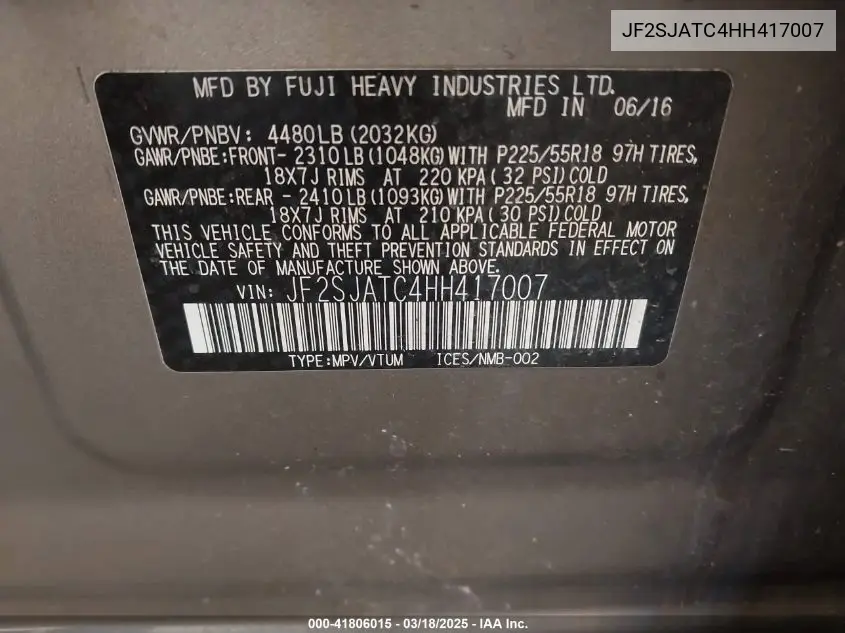 JF2SJATC4HH417007
MFD BY FUJI HEAVY INDUSTRIES LTD.
MFD IN 06/16
GVWR/PNBV: 4480LB (2032KG)
GAWR/PNBE:FRONT- 2310LB (1048KG) WITH P225/55R18 97H TIRES,
18X7J RIMS AT 220 KPA (32 PSI) COLD
GAWR/PNBE:REAR - 2410LB (1093KG) WITH P225/55R18 97H TIRES,
18X7J RIMS AT 210 KPA (30 PSI) COLD
THIS VEHICLE CONFORMS TO ALL APPLICABLE FEDERAL MOTOR
VEHICLE SAFETY AND THEFT PREVENTION STANDARDS IN EFFECT ON
THE DATE OF MANUFACTURE SHOWN ABOVE.
VIN: JF2SJATC4HH417007
TYPE:MPV/VTUM ICES/NMB-002
000-41806015 - 03/18/2025 - IAA Inc.